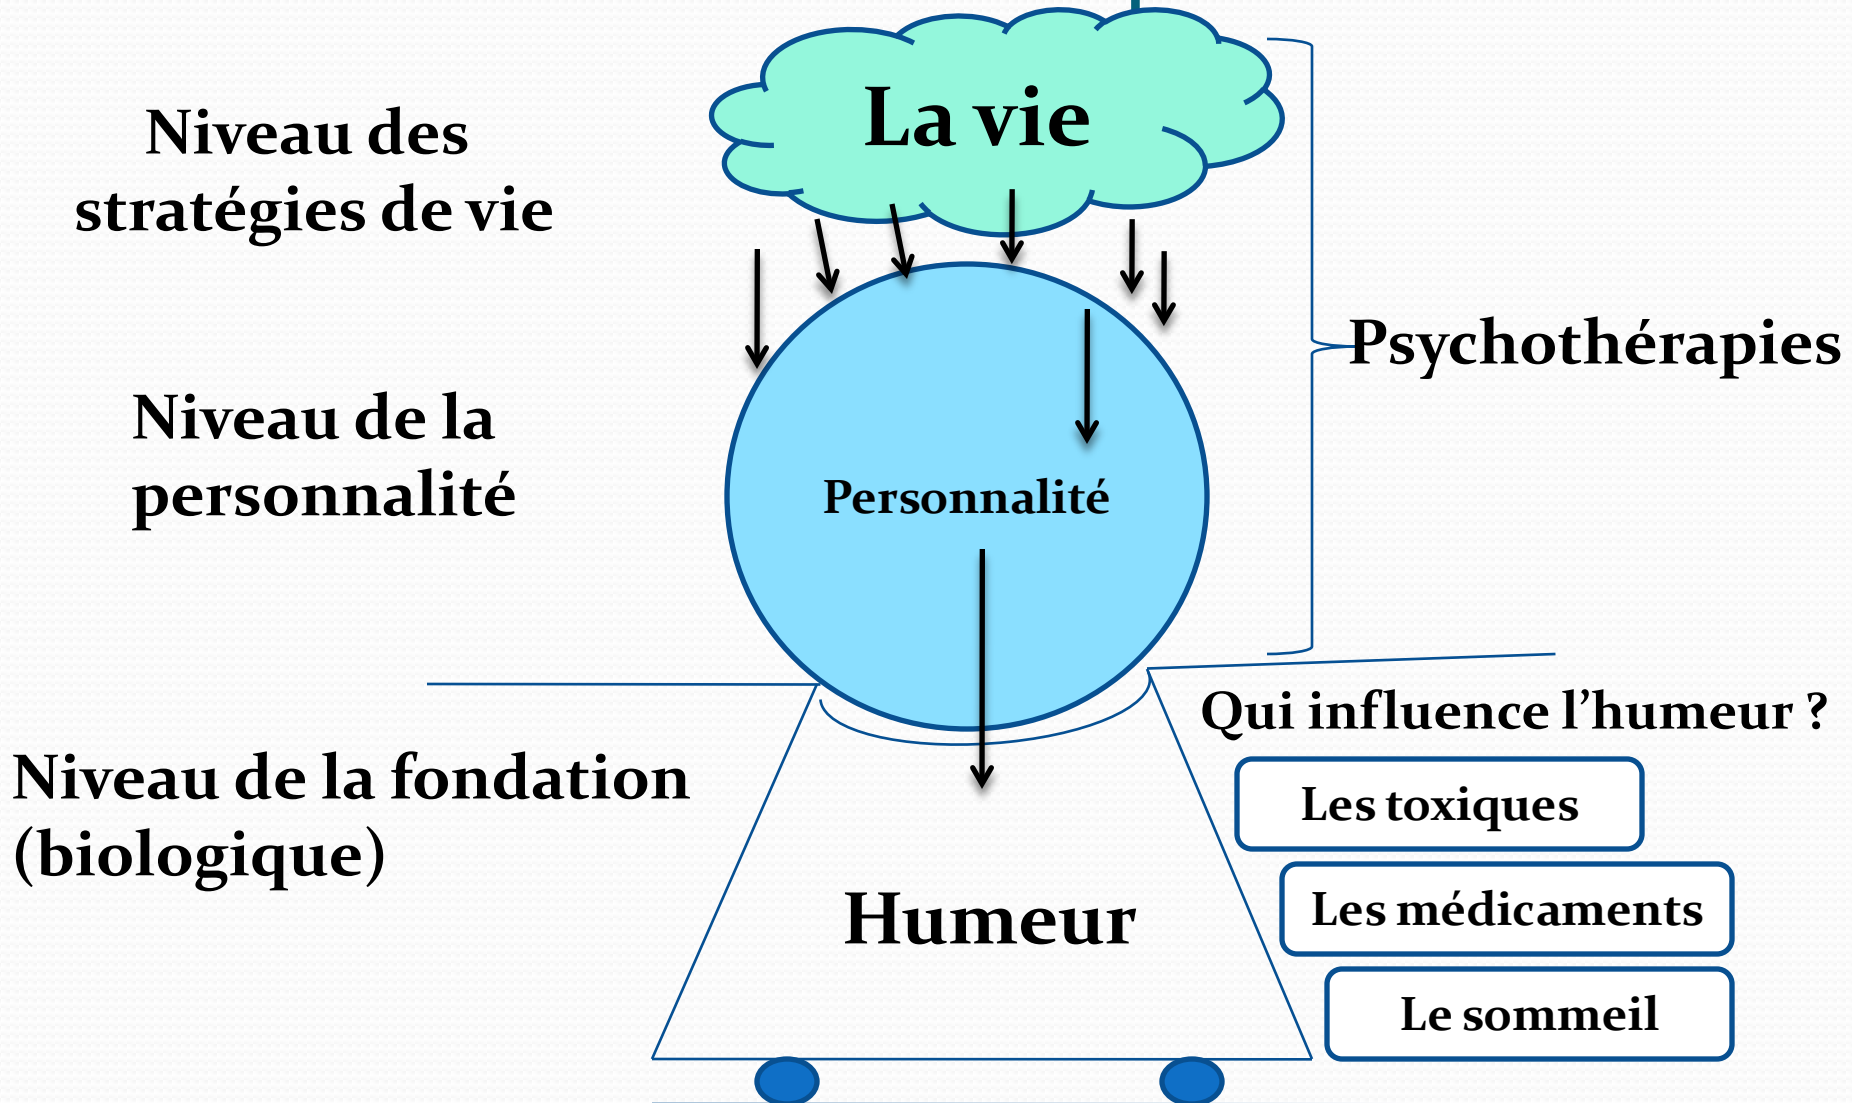 La vie
Niveau des
stratégies de vie
Psychothérapies
Niveau de la
personnalité
Personnalité
Qui influence l’humeur ?
Niveau de la fondation
(biologique)
Les toxiques
Les médicaments
Humeur
Le sommeil